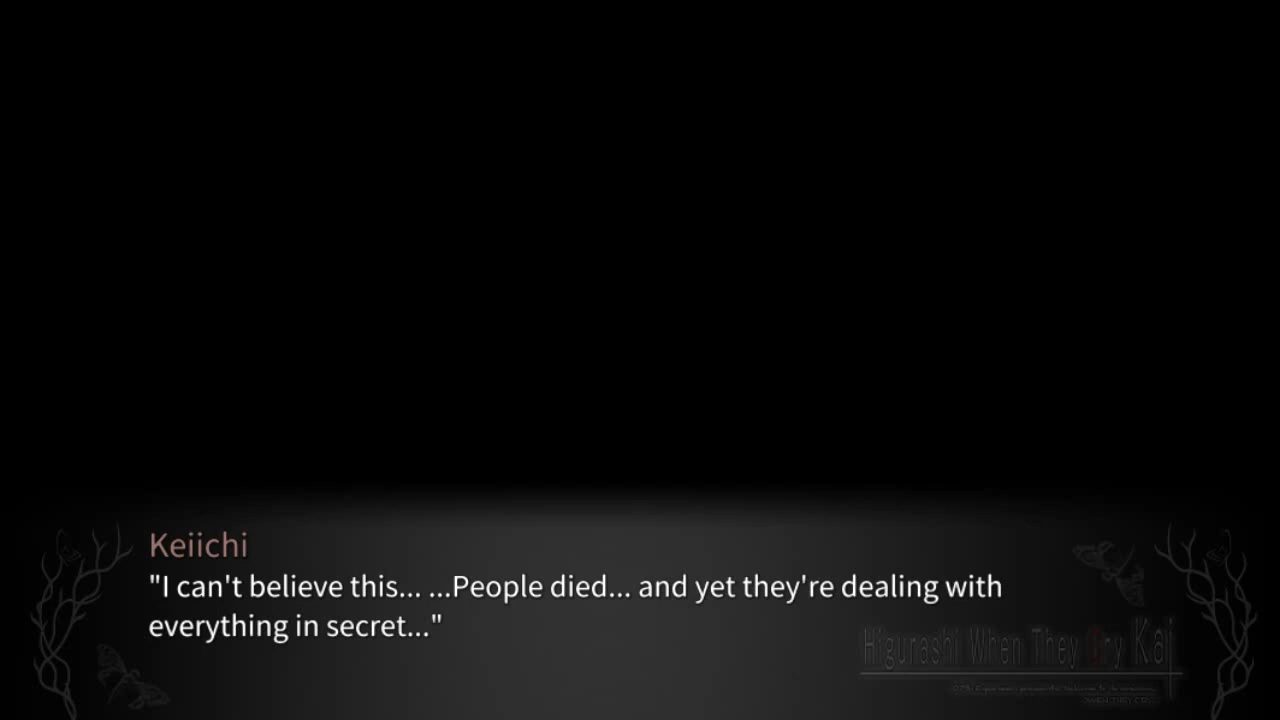 Keiichi
"I can't believe this... ...People died... and yet they're dealing with
everything in secret..."
Higurashi When They Cry Kai